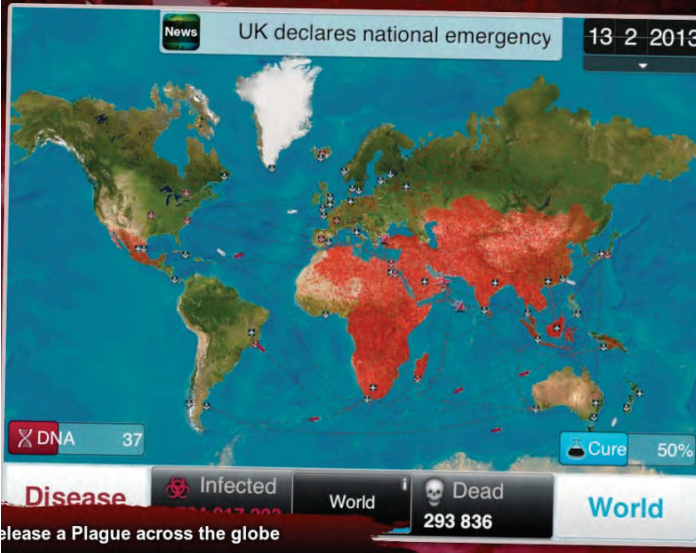 News
UK declares national emergency
13 2 2013
DNA 37
Cure 50%
Disease
Infected
World
i
Dead
293 836
World
elease a Plague across the globe